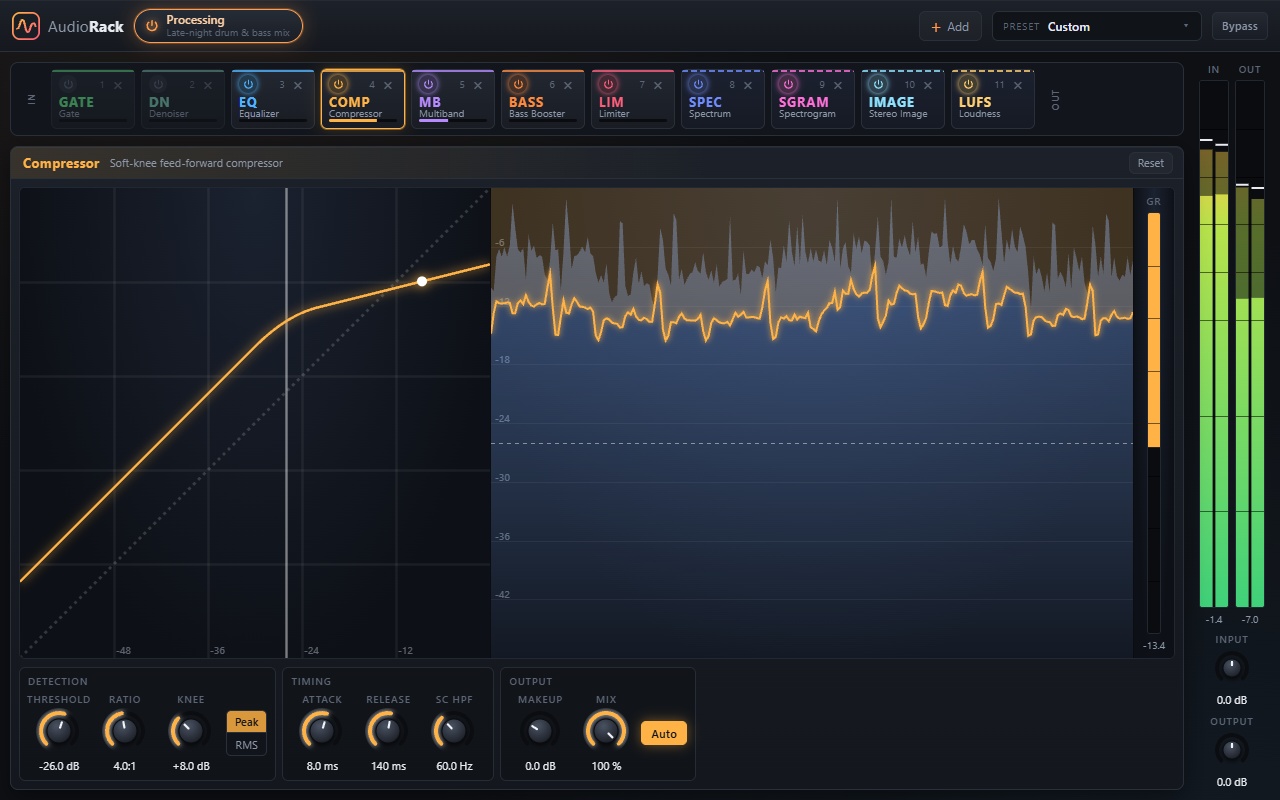 AudioRack
Processing
Late-night drum & bass mix
+ Add
PRESET Custom
Bypass
IN
1
GATE
Gate
2
DN
Denoiser
3
EQ
Equalizer
4
COMP
Compressor
5
MB
Multiband
6
BASS
Bass Booster
7
LIM
Limiter
8
SPEC
Spectrum
9
SGRAM
Spectrogram
10
IMAGE
Stereo Image
11
LUFS
Loudness
OUT
IN OUT
Compressor Soft-knee feed-forward compressor
Reset
-48 -36 -24 -12
-6
-12
-18
-24
-30
-36
-42
GR
-13.4
-1.4 -7.0
INPUT
0.0 dB
OUTPUT
0.0 dB
DETECTION
THRESHOLD RATIO KNEE
Peak
RMS
-26.0 dB 4.0:1 +8.0 dB
TIMING
ATTACK RELEASE SC HPF
8.0 ms 140 ms 60.0 Hz
OUTPUT
MAKEUP MIX
Auto
0.0 dB 100 %